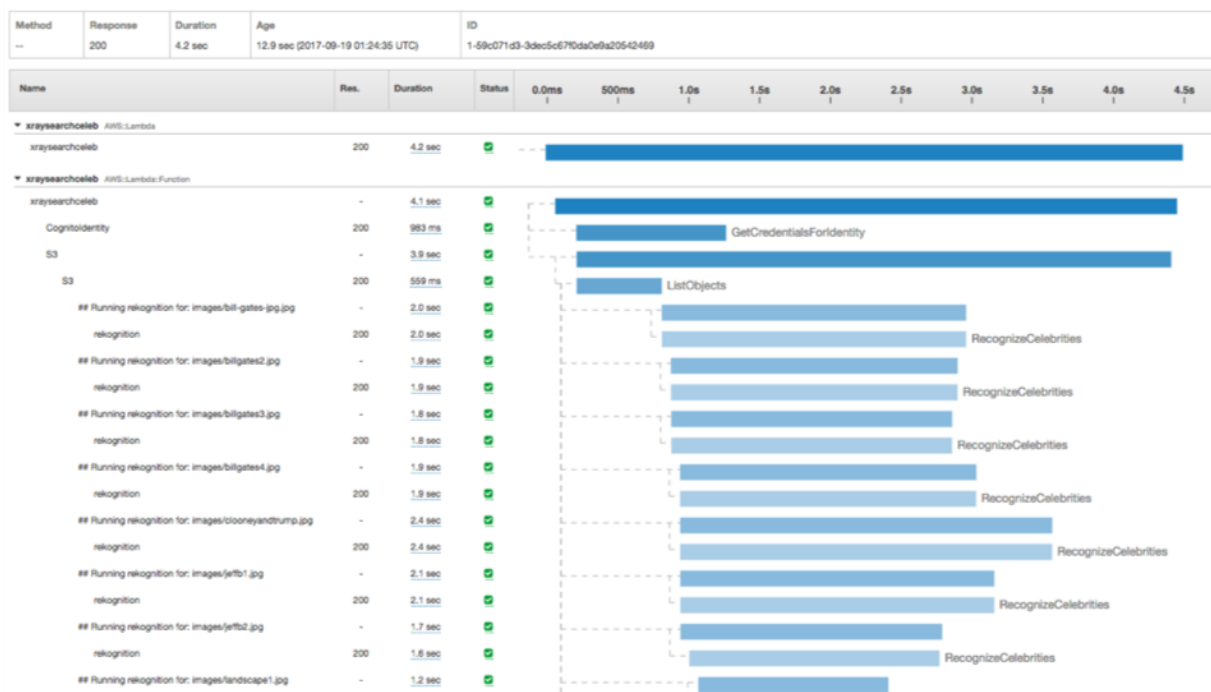 Method Response Duration Age ID
-- 200 4.2 sec 12.9 sec (2017-09-19 01:24:35 UTC) 1-59c071d3-3dec5c67f0da0e9a20542469
Name Res. Duration Status 0.0ms 500ms 1.0s 1.5s 2.0s 2.5s 3.0s 3.5s 4.0s 4.5s
xraysearchceleb AWS::Lambda
xraysearchceleb 200 4.2 sec
xraysearchceleb AWS::Lambda::Function
xraysearchceleb - 4.1 sec
CognitoIdentity 200 983 ms GetCredentialsForIdentity
S3 - 3.9 sec
S3 200 559 ms ListObjects
## Running rekognition for: images/bill-gates-jpg.jpg - 2.0 sec
rekognition 200 2.0 sec RecognizeCelebrities
## Running rekognition for: images/billgates2.jpg - 1.9 sec
rekognition 200 1.9 sec RecognizeCelebrities
## Running rekognition for: images/billgates3.jpg - 1.8 sec
rekognition 200 1.8 sec RecognizeCelebrities
## Running rekognition for: images/billgates4.jpg - 1.9 sec
rekognition 200 1.9 sec RecognizeCelebrities
## Running rekognition for: images/clooneyandtrump.jpg - 2.4 sec
rekognition 200 2.4 sec RecognizeCelebrities
## Running rekognition for: images/jeffb1.jpg - 2.1 sec
rekognition 200 2.1 sec RecognizeCelebrities
## Running rekognition for: images/jeffb2.jpg - 1.7 sec
rekognition 200 1.6 sec RecognizeCelebrities
## Running rekognition for: images/landscape1.jpg - 1.2 sec